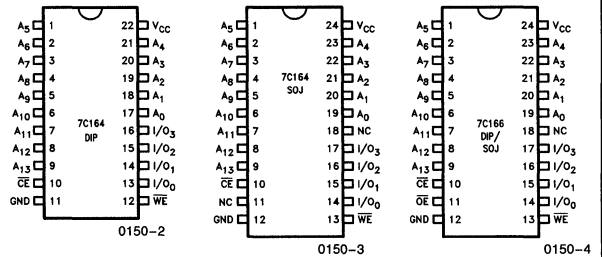 A5 1 22 VCC
A6 2 21 A4
A7 3 20 A3
A8 4 19 A2
A9 5 18 A1
A10 6 17 A0
A11 7 16 I/O3
A12 8 15 I/O2
A13 9 14 I/O1
CE 10 13 I/O0
GND 11 12 WE
7C164
DIP
0150-2
A5 1 24 VCC
A6 2 23 A4
A7 3 22 A3
A8 4 21 A2
A9 5 20 A1
A10 6 19 A0
A11 7 18 NC
A12 8 17 I/O3
A13 9 16 I/O2
CE 10 15 I/O1
NC 11 14 I/O0
GND 12 13 WE
7C164
SOJ
0150-3
A5 1 24 VCC
A6 2 23 A4
A7 3 22 A3
A8 4 21 A2
A9 5 20 A1
A10 6 19 A0
A11 7 18 NC
A12 8 17 I/O3
A13 9 16 I/O2
CE 10 15 I/O1
OE 11 14 I/O0
GND 12 13 WE
7C166
DIP/
SOJ
0150-4